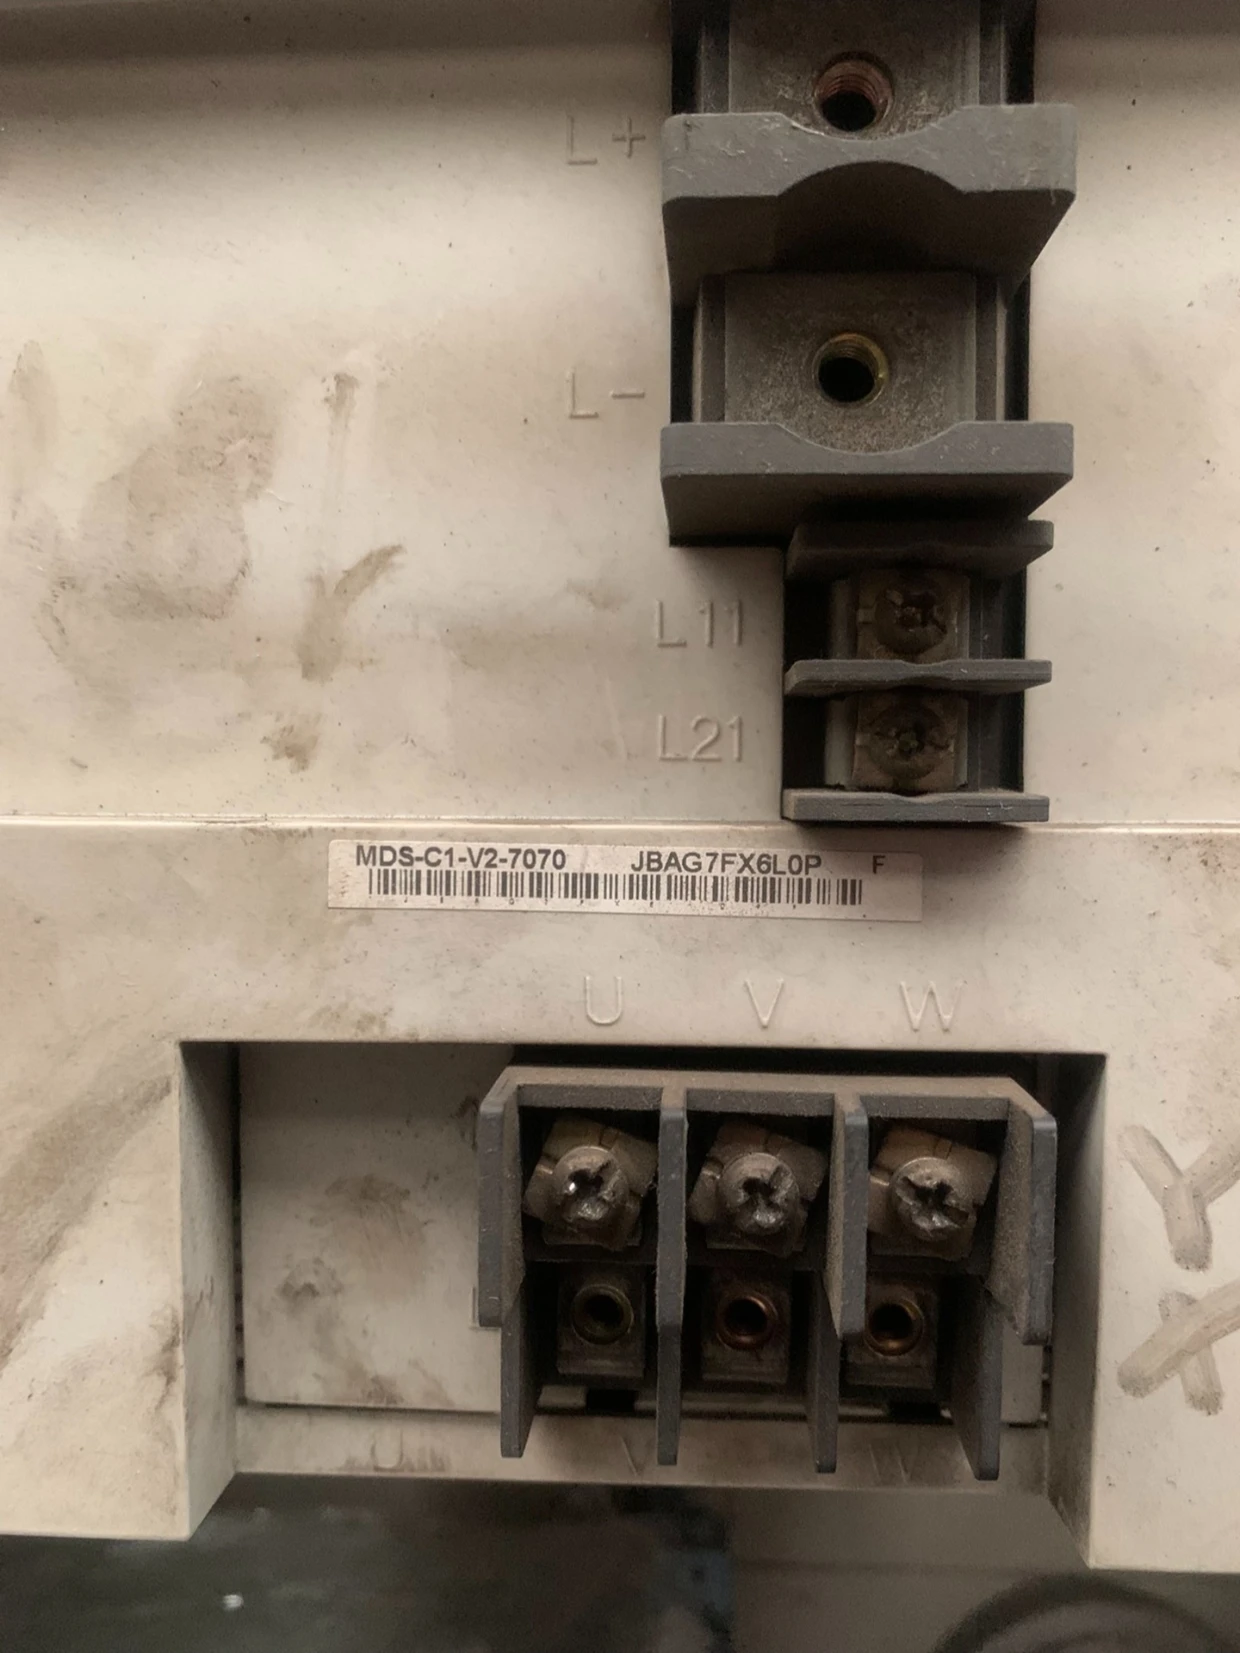 L+
L-
L11
L21
MDS-C1-V2-7070 JBAG7FX6L0P F
U V W
Y
X
U V W